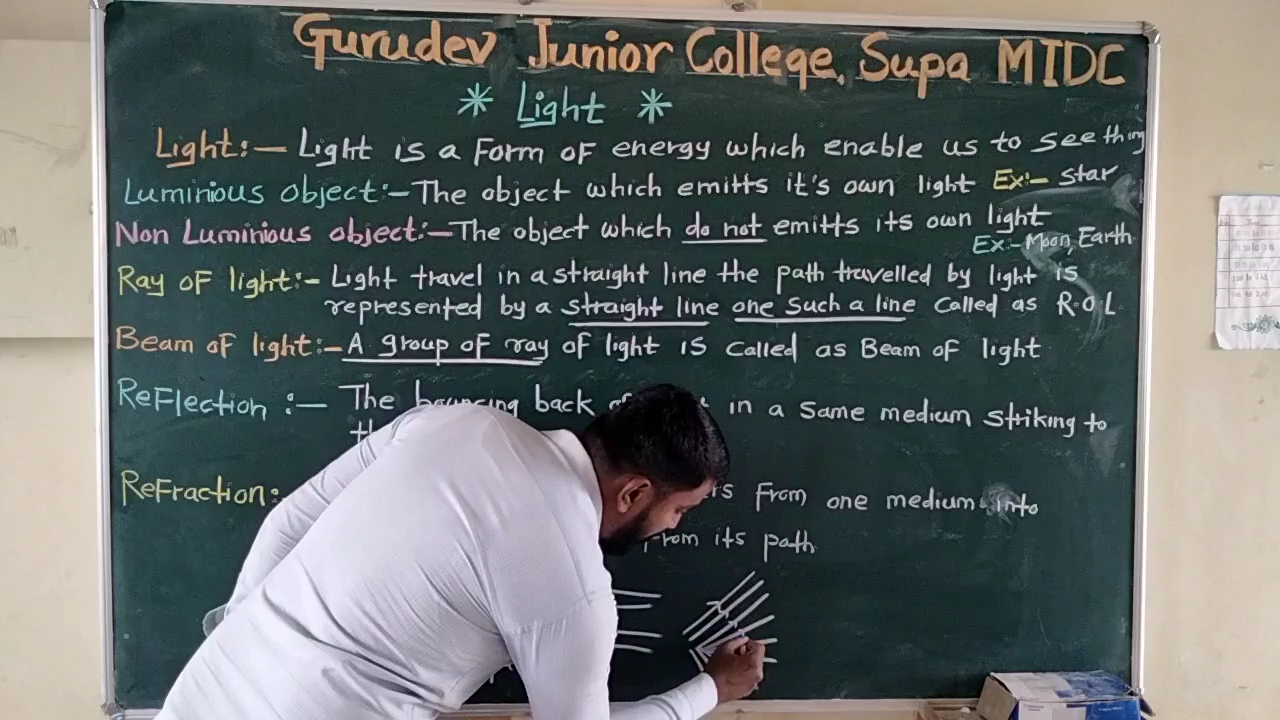 Gurudev Junior College, Supa MIDC
* Light *
Light:- Light is a Form of energy which enable us to see thing
Luminious object:- The object which emitts it's own light Ex:- Star
Non Luminious object:- The object which do not emitts its own light
Ex:- Moon, Earth
Ray of light:- Light travel in a straight line the path travelled by light is
represented by a straight line one such a line called as R.O.L
Beam of light:- A group of ray of light is called as Beam of light
Reflection :- The bouncing back in a same medium striking to
Refraction: From one medium into
from its path